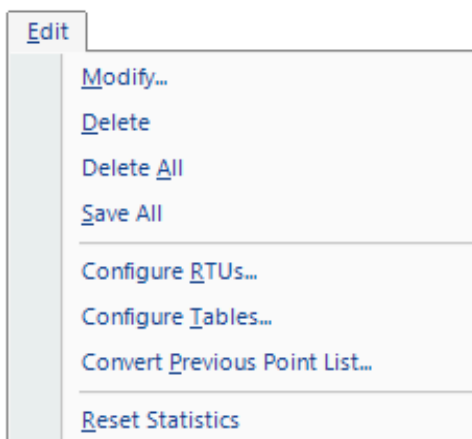 Edit
Modify...
Delete
Delete All
Save All
Configure RTUs...
Configure Tables...
Convert Previous Point List...
Reset Statistics